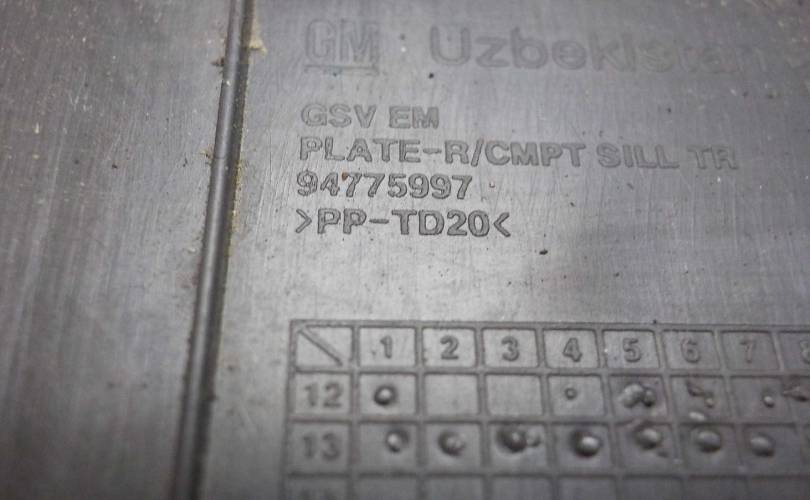 GM Uzbekistan
GSV EM
PLATE-R/CMPT SILL TR
94775997
>PP-TD20<
1 2 3 4 5 6 7 8
12
13